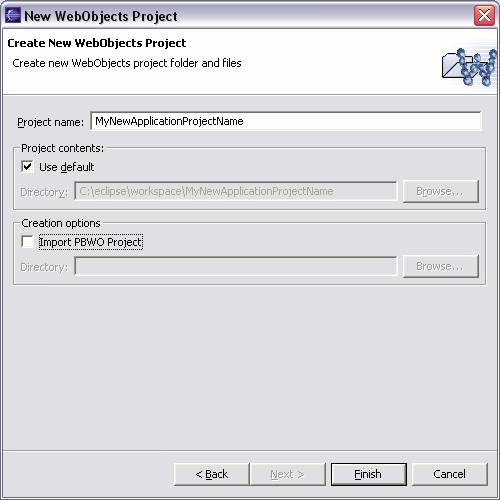 New WebObjects Project
Create New WebObjects Project
Create new WebObjects project folder and files
Project name: MyNewApplicationProjectName
Project contents:
Use default
Directory: C:\eclipse\workspace\MyNewApplicationProjectName Browse...
Creation options
Import PBWO Project
Directory: Browse...
< Back Next > Finish Cancel